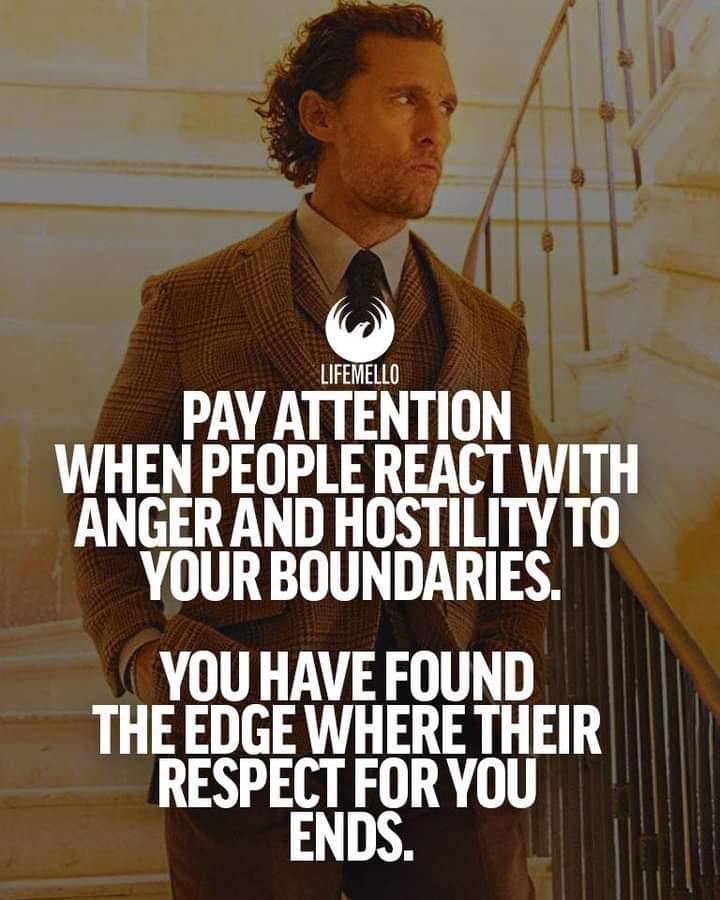 LIFEMELLO
PAY ATTENTION
WHEN PEOPLE REACT WITH
ANGER AND HOSTILITY TO
YOUR BOUNDARIES.
YOU HAVE FOUND
THE EDGE WHERE THEIR
RESPECT FOR YOU
ENDS.